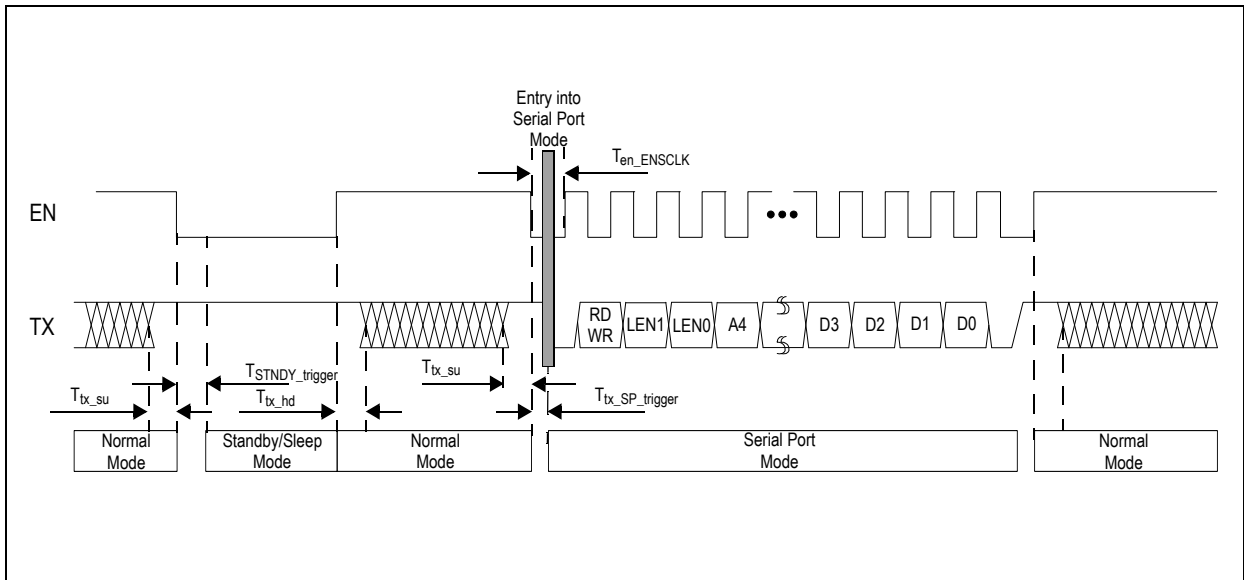 Entry into
Serial Port
Mode
Ten_ENSCLK
EN
TX
RD
WR
LEN1
LEN0
A4
D3
D2
D1
D0
TSTNDY_trigger
Ttx_su
Ttx_su
Ttx_hd
Ttx_SP_trigger
Normal
Mode
Standby/Sleep
Mode
Normal
Mode
Serial Port
Mode
Normal
Mode